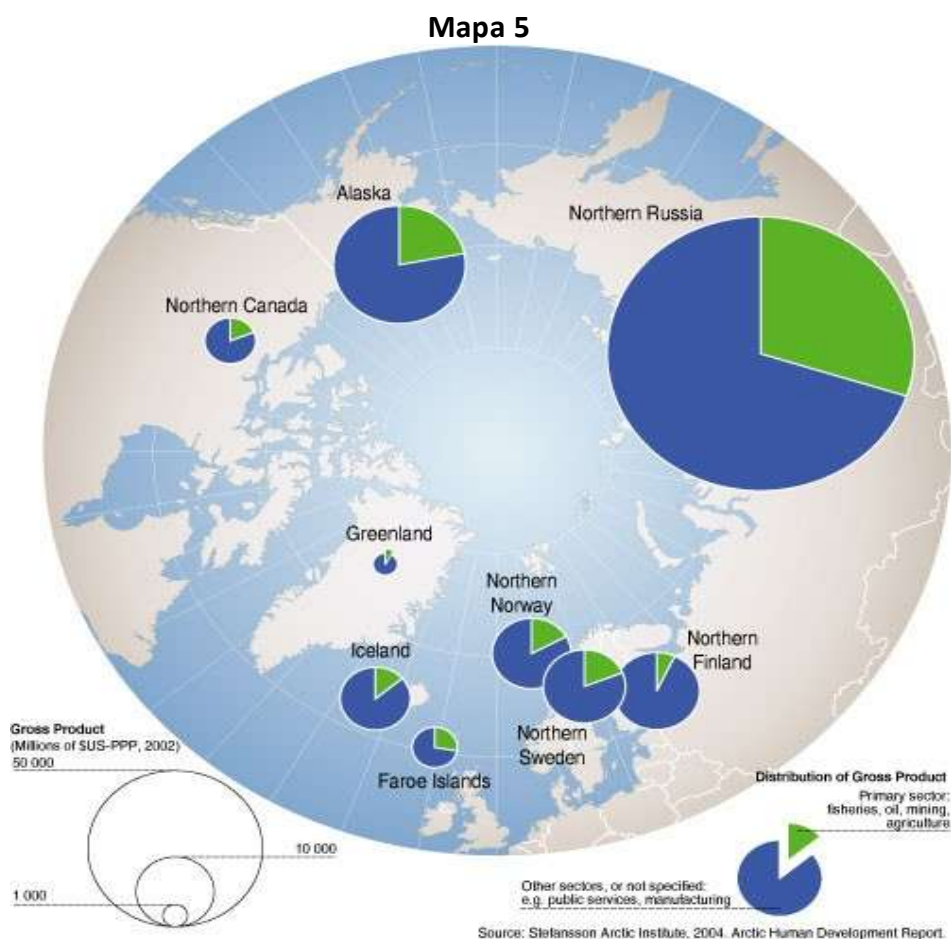 Mapa 5
Alaska
Northern Russia
Northern Canada
Greenland
Northern
Norway
Northern
Finland
Iceland
Northern
Sweden
Faroe Islands
Gross Product
(Millions of $US-PPP, 2002)
50 000
10 000
1 000
Distribution of Gross Product
Primary sector:
fisheries, oil, mining,
agriculture
Other sectors, or not specified:
e.g. public services, manufacturing
Source: Stefansson Arctic Institute, 2004. Arctic Human Development Report.